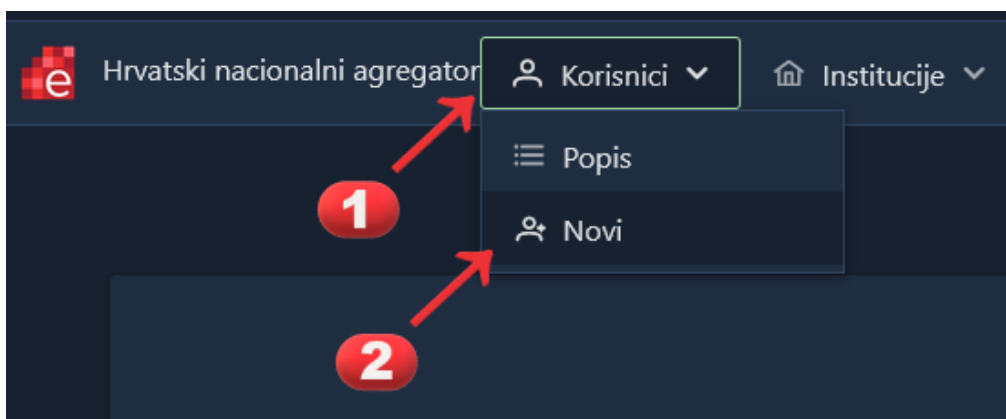 e Hrvatski nacionalni agregator Korisnici Institucije
Popis
1
Novi
2